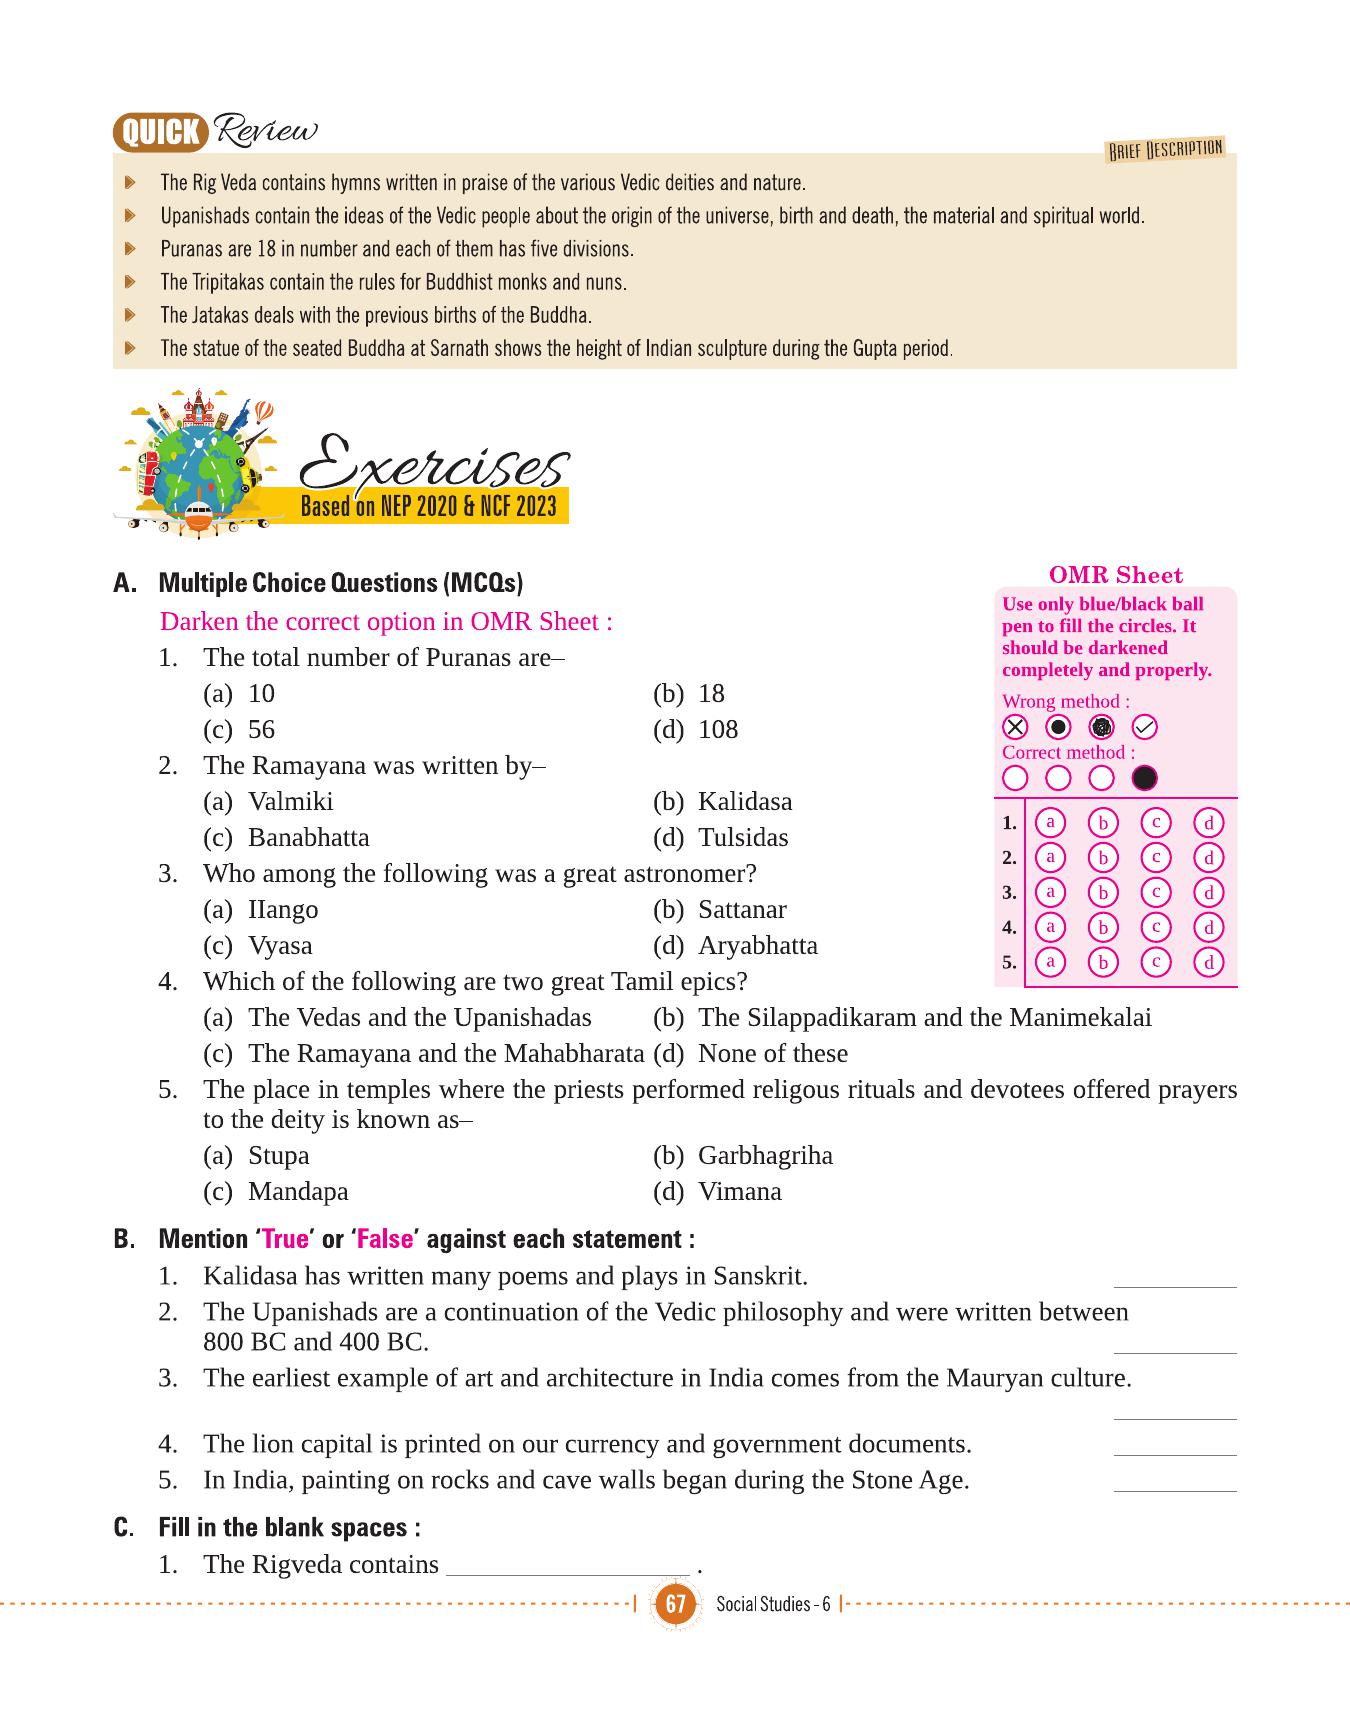 QUICK Review
BRIEF DESCRIPTION
The Rig Veda contains hymns written in praise of the various Vedic deities and nature.
Upanishads contain the ideas of the Vedic people about the origin of the universe, birth and death, the material and spiritual world.
Puranas are 18 in number and each of them has five divisions.
The Tripitakas contain the rules for Buddhist monks and nuns.
The Jatakas deals with the previous births of the Buddha.
The statue of the seated Buddha at Sarnath shows the height of Indian sculpture during the Gupta period.
Exercises
Based on NEP 2020 & NCF 2023
A. Multiple Choice Questions (MCQs)
Darken the correct option in OMR Sheet :
1. The total number of Puranas are–
(a) 10 (b) 18
(c) 56 (d) 108
2. The Ramayana was written by–
(a) Valmiki (b) Kalidasa
(c) Banabhatta (d) Tulsidas
3. Who among the following was a great astronomer?
(a) IIango (b) Sattanar
(c) Vyasa (d) Aryabhatta
4. Which of the following are two great Tamil epics?
(a) The Vedas and the Upanishadas (b) The Silappadikaram and the Manimekalai
(c) The Ramayana and the Mahabharata (d) None of these
5. The place in temples where the priests performed religous rituals and devotees offered prayers
to the deity is known as–
(a) Stupa (b) Garbhagriha
(c) Mandapa (d) Vimana
OMR Sheet
Use only blue/black ball
pen to fill the circles. It
should be darkened
completely and properly.
Wrong method :
Correct method :
1. a b c d
2. a b c d
3. a b c d
4. a b c d
5. a b c d
B. Mention ‘True’ or ‘False’ against each statement :
1. Kalidasa has written many poems and plays in Sanskrit.
2. The Upanishads are a continuation of the Vedic philosophy and were written between
800 BC and 400 BC.
3. The earliest example of art and architecture in India comes from the Mauryan culture.
4. The lion capital is printed on our currency and government documents.
5. In India, painting on rocks and cave walls began during the Stone Age.
C. Fill in the blank spaces :
1. The Rigveda contains __________________ .
67 Social Studies - 6